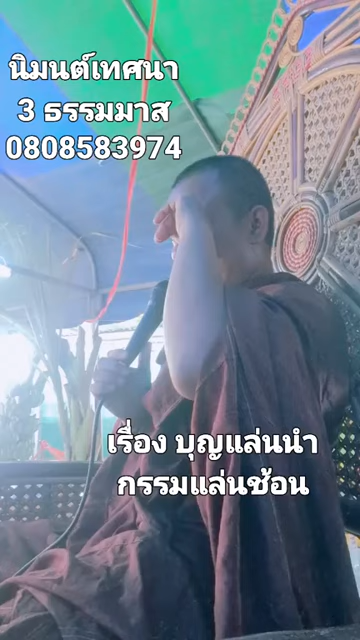 นิมนต์เทศนา
3 ธรรมมาส
0808583974
เรื่อง บุญแล่นนำ
กรรมแล่นซ้อน